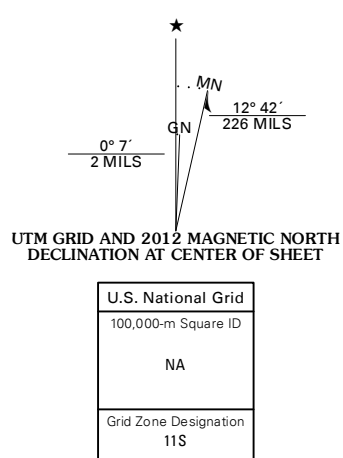 ★
MN
GN
12° 42´
226 MILS
0° 7´
2 MILS
UTM GRID AND 2012 MAGNETIC NORTH
DECLINATION AT CENTER OF SHEET
U.S. National Grid
100,000-m Square ID
NA
Grid Zone Designation
11S